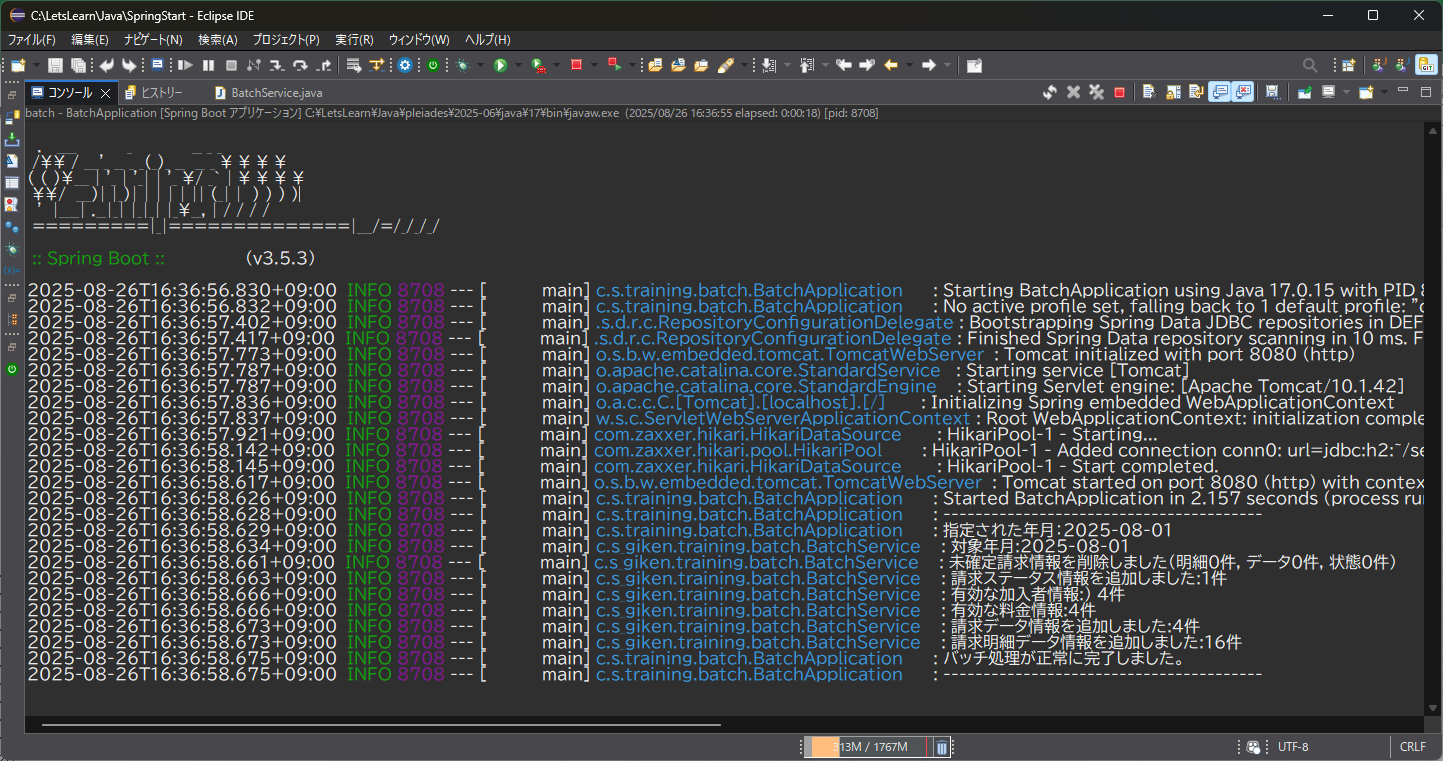 C:\LetsLearn\Java\SpringStart - Eclipse IDE
ファイル(F) 編集(E) ナビゲート(N) 検索(A) プロジェクト(P) 実行(R) ウィンドウ(W) ヘルプ(H)
コンソール ヒストリー BatchService.java
batch - BatchApplication [Spring Boot アプリケーション] C:¥LetsLearn¥Java¥pleiades¥2025-06¥java¥17¥bin¥javaw.exe (2025/08/26 16:36:55 elapsed: 0:00:18) [pid: 8708]
:: Spring Boot :: (v3.5.3)
2025-08-26T16:36:56.830+09:00 INFO 8708 --- [ main] c.s.training.batch.BatchApplication : Starting BatchApplication using Java 17.0.15 with PID
2025-08-26T16:36:56.832+09:00 INFO 8708 --- [ main] c.s.training.batch.BatchApplication : No active profile set, falling back to 1 default profile: "
2025-08-26T16:36:57.402+09:00 INFO 8708 --- [ main] .s.d.r.c.RepositoryConfigurationDelegate : Bootstrapping Spring Data JDBC repositories in DEF
2025-08-26T16:36:57.417+09:00 INFO 8708 --- [ main] .s.d.r.c.RepositoryConfigurationDelegate : Finished Spring Data repository scanning in 10 ms. F
2025-08-26T16:36:57.773+09:00 INFO 8708 --- [ main] o.s.b.w.embedded.tomcat.TomcatWebServer : Tomcat initialized with port 8080 (http)
2025-08-26T16:36:57.787+09:00 INFO 8708 --- [ main] o.apache.catalina.core.StandardService : Starting service [Tomcat]
2025-08-26T16:36:57.787+09:00 INFO 8708 --- [ main] o.apache.catalina.core.StandardEngine : Starting Servlet engine: [Apache Tomcat/10.1.42]
2025-08-26T16:36:57.836+09:00 INFO 8708 --- [ main] o.a.c.c.C.[Tomcat].[localhost].[/] : Initializing Spring embedded WebApplicationContext
2025-08-26T16:36:57.837+09:00 INFO 8708 --- [ main] w.s.c.ServletWebServerApplicationContext : Root WebApplicationContext: initialization comple
2025-08-26T16:36:57.921+09:00 INFO 8708 --- [ main] com.zaxxer.hikari.HikariDataSource : HikariPool-1 - Starting...
2025-08-26T16:36:58.142+09:00 INFO 8708 --- [ main] com.zaxxer.hikari.pool.HikariPool : HikariPool-1 - Added connection conn0: url=jdbc:h2:~/se
2025-08-26T16:36:58.145+09:00 INFO 8708 --- [ main] com.zaxxer.hikari.HikariDataSource : HikariPool-1 - Start completed.
2025-08-26T16:36:58.617+09:00 INFO 8708 --- [ main] o.s.b.w.embedded.tomcat.TomcatWebServer : Tomcat started on port 8080 (http) with contex
2025-08-26T16:36:58.626+09:00 INFO 8708 --- [ main] c.s.training.batch.BatchApplication : Started BatchApplication in 2.157 seconds (process ru
2025-08-26T16:36:58.628+09:00 INFO 8708 --- [ main] c.s.training.batch.BatchApplication : ----------------------------------------
2025-08-26T16:36:58.629+09:00 INFO 8708 --- [ main] c.s.training.batch.BatchApplication : 指定された年月:2025-08-01
2025-08-26T16:36:58.634+09:00 INFO 8708 --- [ main] c.s giken.training.batch.BatchService : 対象年月:2025-08-01
2025-08-26T16:36:58.661+09:00 INFO 8708 --- [ main] c.s giken.training.batch.BatchService : 未確定請求情報を削除しました(明細0件, データ0件, 状態0件)
2025-08-26T16:36:58.663+09:00 INFO 8708 --- [ main] c.s giken.training.batch.BatchService : 請求ステータス情報を追加しました:1件
2025-08-26T16:36:58.666+09:00 INFO 8708 --- [ main] c.s giken.training.batch.BatchService : 有効な加入者情報:) 4件
2025-08-26T16:36:58.666+09:00 INFO 8708 --- [ main] c.s giken.training.batch.BatchService : 有効な料金情報:4件
2025-08-26T16:36:58.673+09:00 INFO 8708 --- [ main] c.s giken.training.batch.BatchService : 請求データ情報を追加しました:4件
2025-08-26T16:36:58.673+09:00 INFO 8708 --- [ main] c.s giken.training.batch.BatchService : 請求明細データ情報を追加しました:16件
2025-08-26T16:36:58.675+09:00 INFO 8708 --- [ main] c.s.training.batch.BatchApplication : バッチ処理が正常に完了しました。
2025-08-26T16:36:58.675+09:00 INFO 8708 --- [ main] c.s.training.batch.BatchApplication : ----------------------------------------
313M / 1767M UTF-8 CRLF